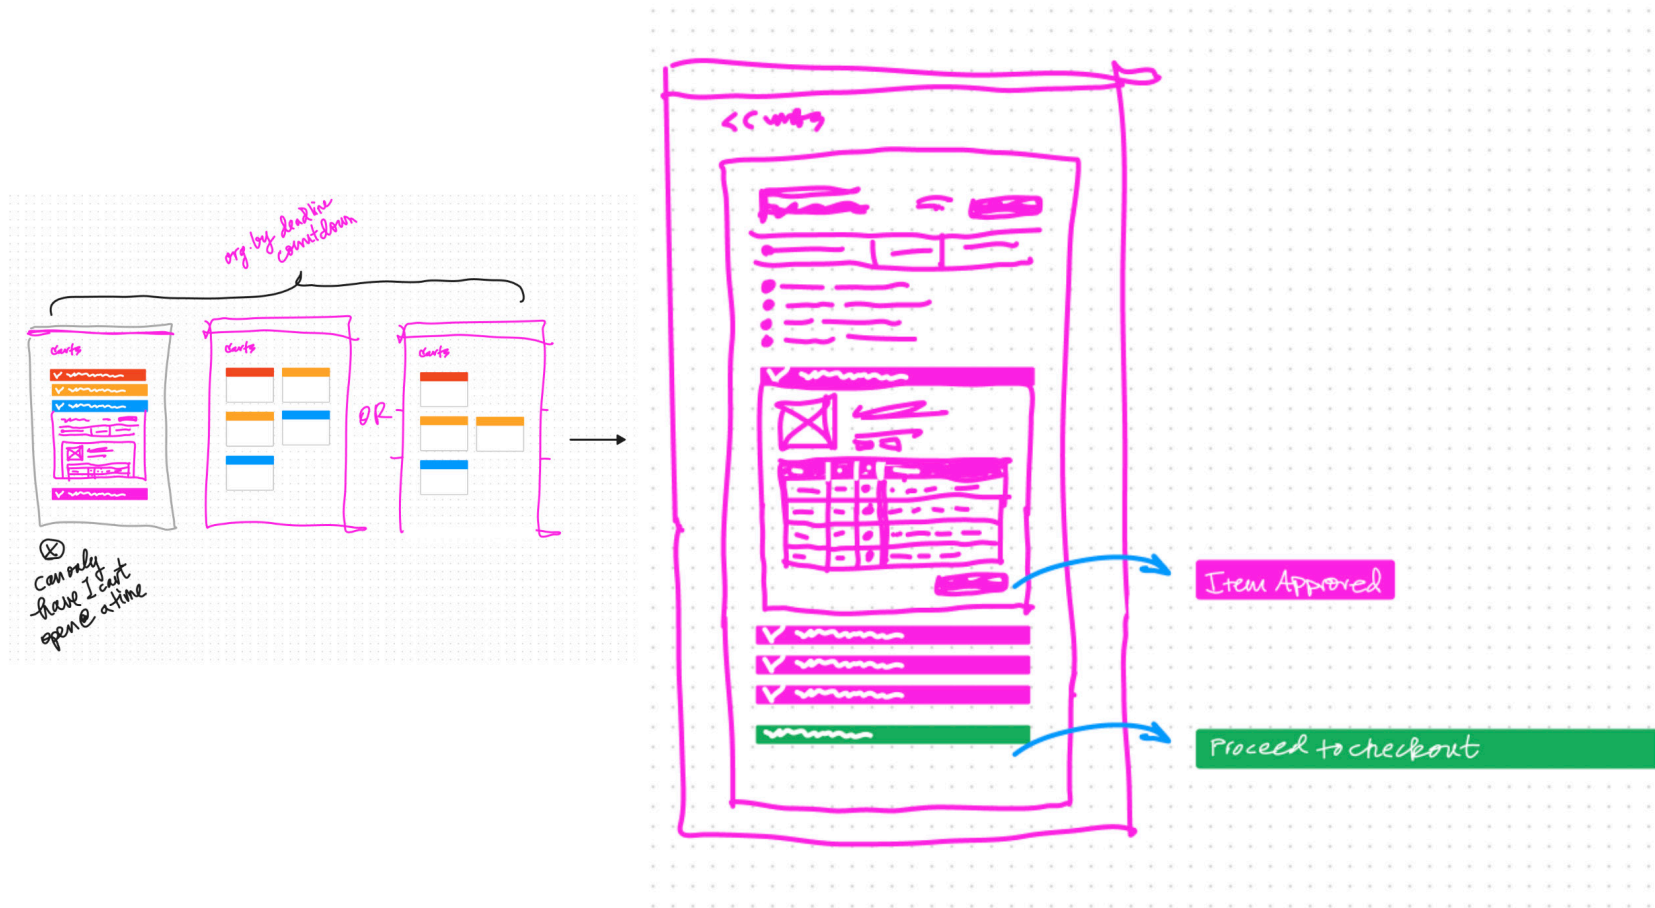 org. by deadline
countdown
Carts
Carts
Carts
OR
X
Can only
have 1 cart
open @ a time
<< Carts
Item Approved
Proceed to checkout